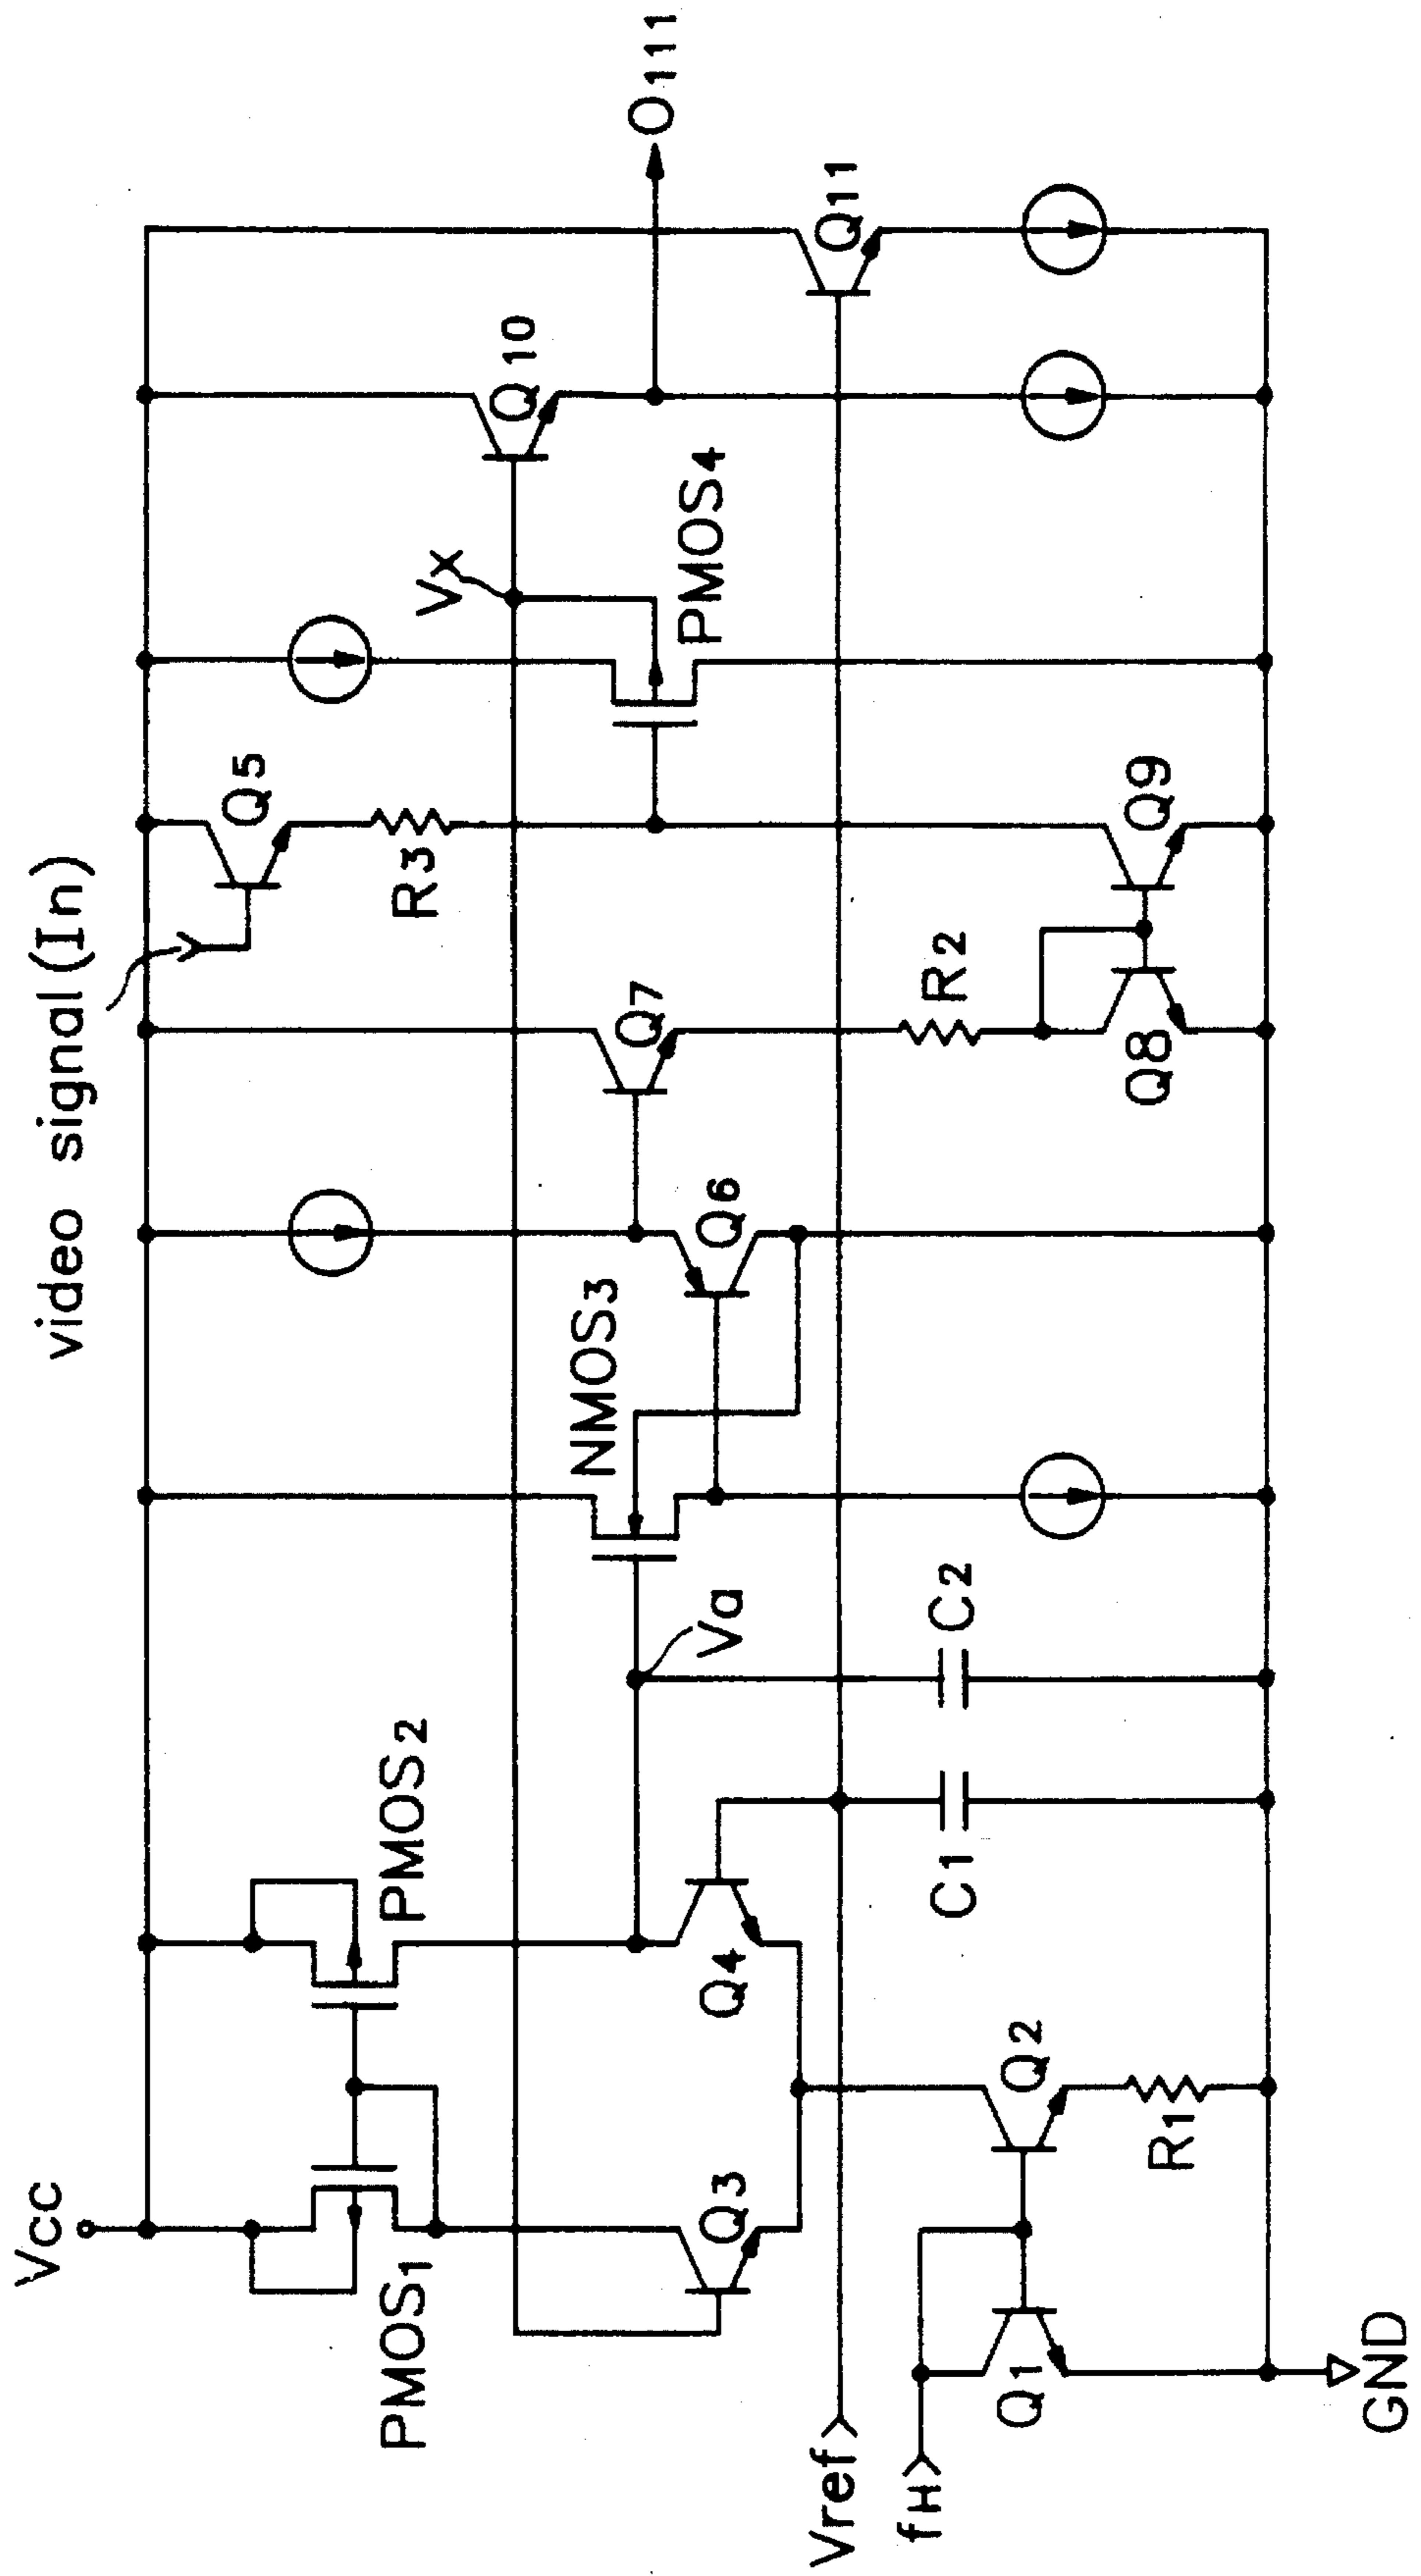 Vcc
PMOS1
PMOS2
video signal(In)
Q5
R3
Vx
Q10
NMOS3
Q6
Q7
PMOS4
O111
Va
Q3
Q4
Q11
Vref
fH
Q1
Q2
R1
C1
C2
R2
Q8
Q9
GND